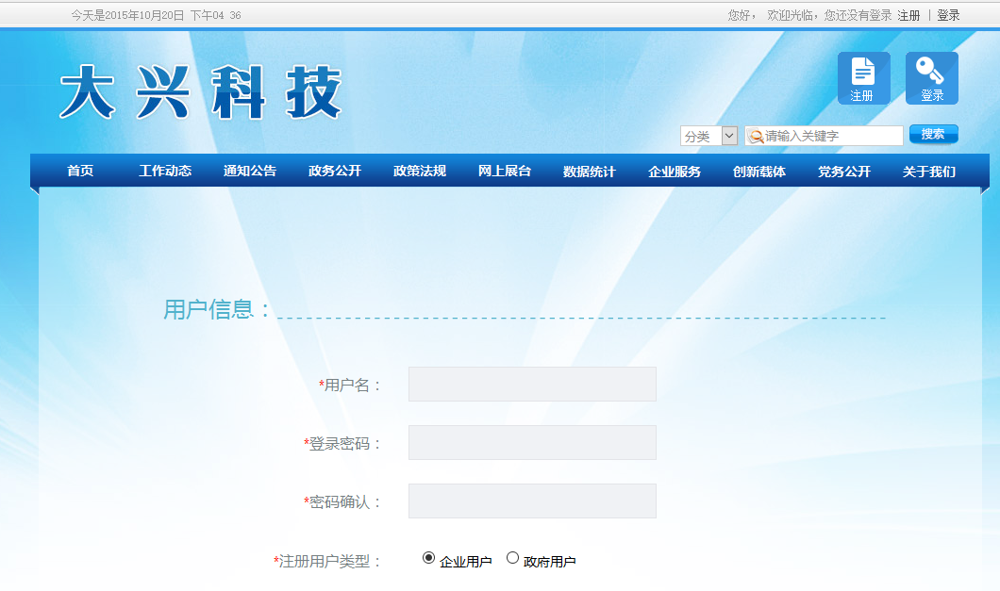 今天是2015年10月20日 下午04 36
您好， 欢迎光临，您还没有登录 注册 | 登录
大兴科技
注册 登录
分类 请输入关键字 搜索
首页 工作动态 通知公告 政务公开 政策法规 网上展台 数据统计 企业服务 创新载体 党务公开 关于我们
用户信息：
*用户名：
*登录密码：
*密码确认：
*注册用户类型： 企业用户 政府用户